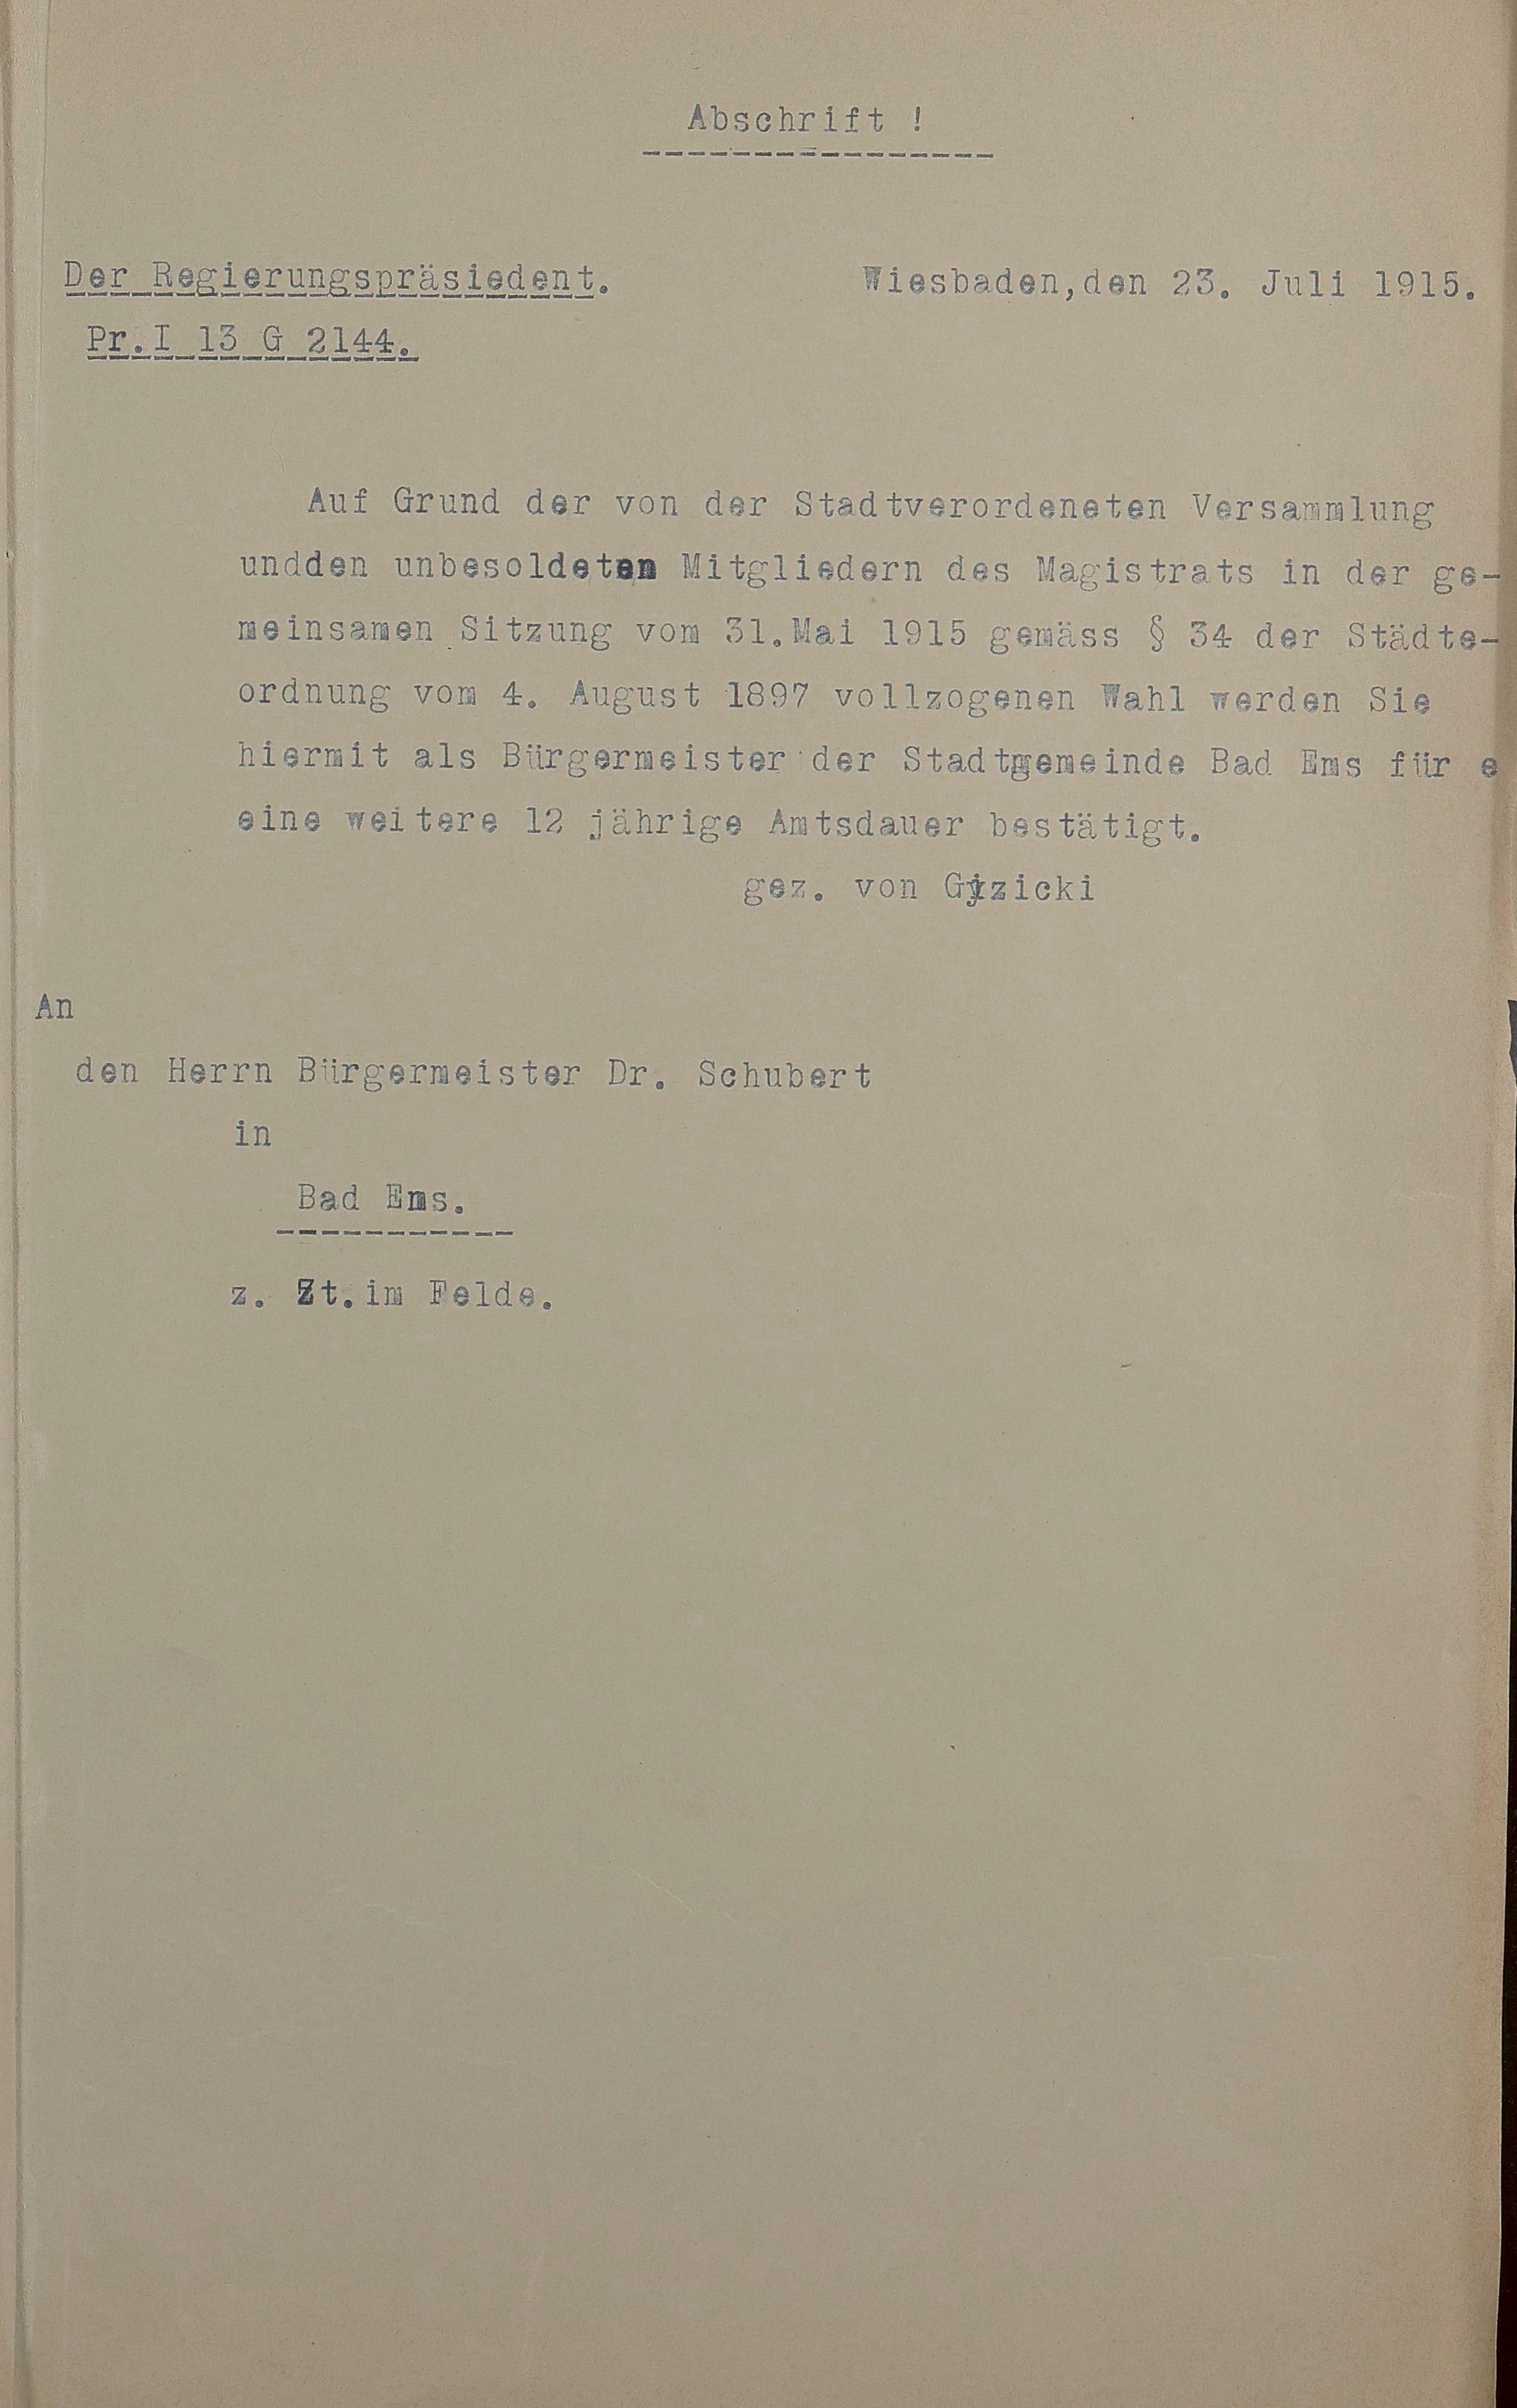 Abschrift !
Der Regierungspräsiedent.
Wiesbaden,den 23. Juli 1915.
Pr.I 13 G 2144.
Auf Grund der von der Stadtverordeneten Versammlung
undden unbesoldeten Mitgliedern des Magistrats in der ge-
meinsamen Sitzung vom 31.Mai 1915 gemäss § 34 der Städte-
ordnung vom 4. August 1897 vollzogenen Wahl werden Sie
hiermit als Bürgermeister der Stadtgemeinde Bad Ems für e
eine weitere 12 jährige Amtsdauer bestätigt.
gez. von Gizicki
An
den Herrn Bürgermeister Dr. Schubert
in
Bad Ems.
z. Zt.im Felde.